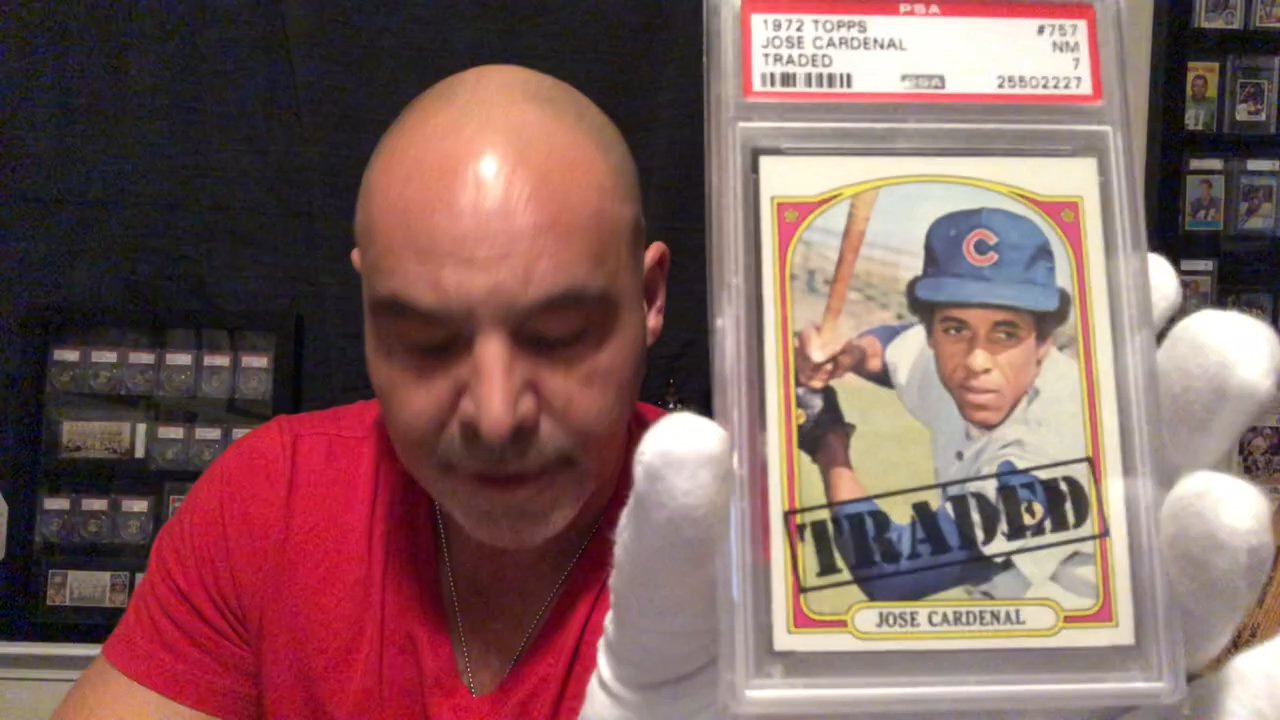 PSA
1972 TOPPS #757
JOSE CARDENAL NM
TRADED 7
PSA 25502227
C
TRADED
JOSE CARDENAL